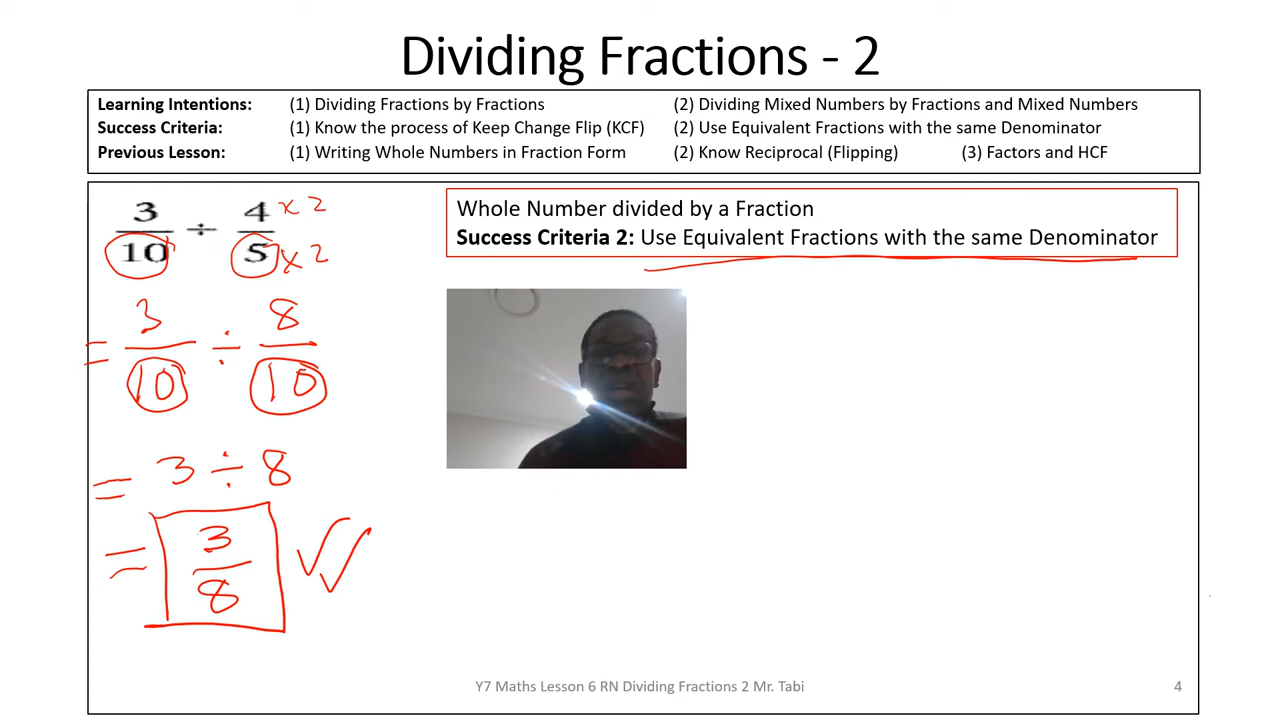 Dividing Fractions - 2
Learning Intentions: (1) Dividing Fractions by Fractions (2) Dividing Mixed Numbers by Fractions and Mixed Numbers
Success Criteria: (1) Know the process of Keep Change Flip (KCF) (2) Use Equivalent Fractions with the same Denominator
Previous Lesson: (1) Writing Whole Numbers in Fraction Form (2) Know Reciprocal (Flipping) (3) Factors and HCF
3/10 ÷ 4/5 x 2 x 2
= 3/10 ÷ 8/10
= 3 ÷ 8
= 3/8
Whole Number divided by a Fraction
Success Criteria 2: Use Equivalent Fractions with the same Denominator
Y7 Maths Lesson 6 RN Dividing Fractions 2 Mr. Tabi
4